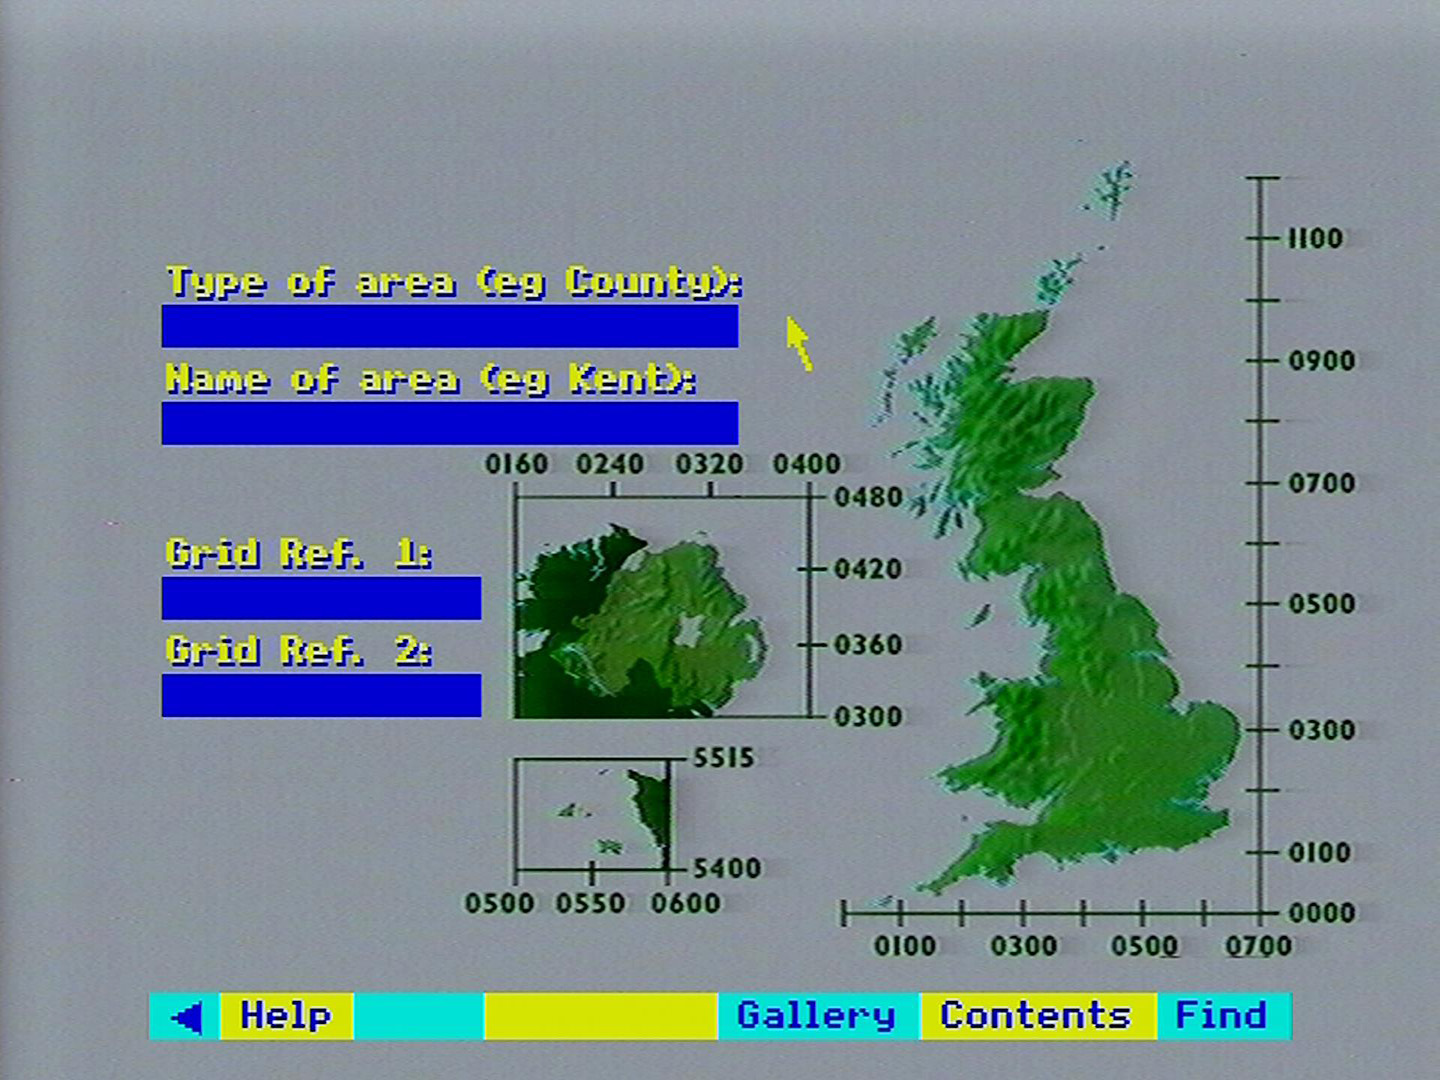 Type of area (eg County):
Name of area (eg Kent):
Grid Ref. 1:
Grid Ref. 2:
0160 0240 0320 0400
0480
0420
0360
0300
5515
5400
0500 0550 0600
1100
0900
0700
0500
0300
0100
0000
0100 0300 0500 0700
Help Gallery Contents Find